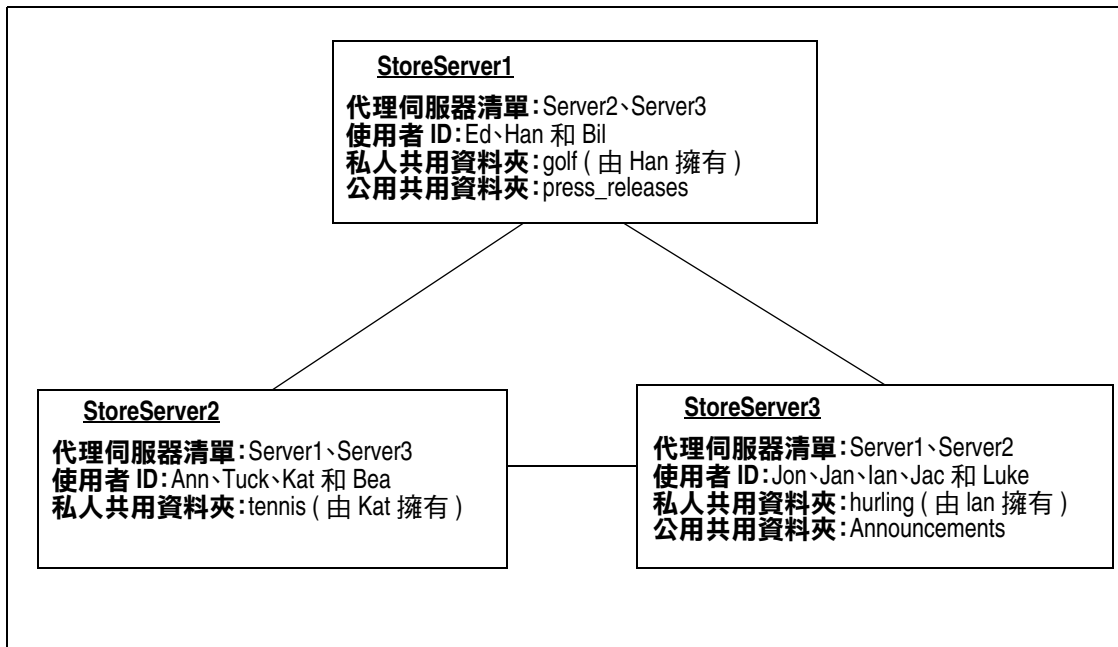 StoreServer1
代理伺服器清單:Server2、Server3
使用者 ID:Ed、Han 和 Bil
私人共用資料夾:golf ( 由 Han 擁有 )
公用共用資料夾:press_releases
StoreServer2
代理伺服器清單:Server1、Server3
使用者 ID:Ann、Tuck、Kat 和 Bea
私人共用資料夾:tennis ( 由 Kat 擁有 )
StoreServer3
代理伺服器清單:Server1、Server2
使用者 ID:Jon、Jan、Ian、Jac 和 Luke
私人共用資料夾:hurling ( 由 Ian 擁有 )
公用共用資料夾:Announcements